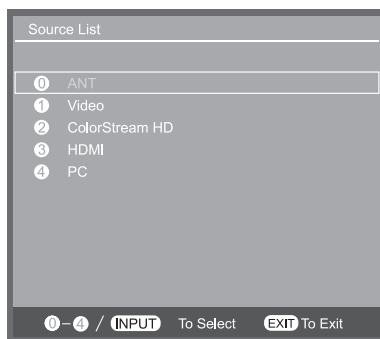 Source List
0 ANT
1 Video
2 ColorStream HD
3 HDMI
4 PC
0–4 / INPUT To Select EXIT To Exit